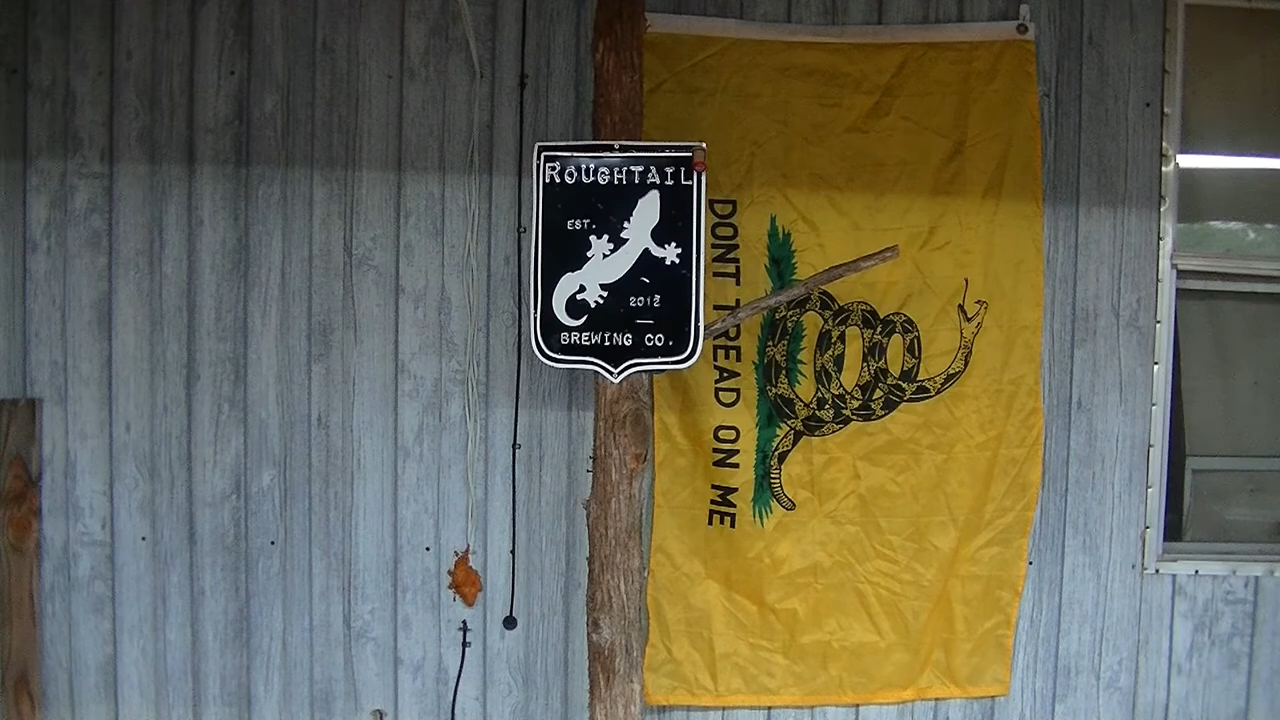 ROUGHTAIL
EST.
2012
BREWING CO.
DONT TREAD ON ME